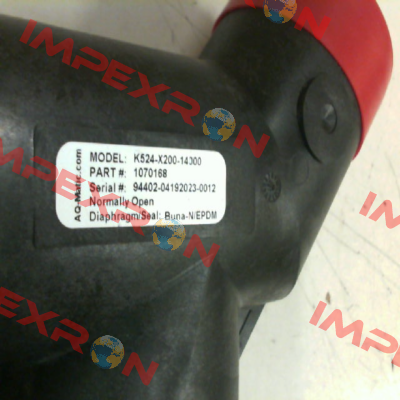 IMPEXRON
AQ-Matic.com
MODEL: K524-X200-14300
PART #: 1070168
Serial #: 94402-04192023-0012
Normally Open
Diaphragm/Seal: Buna-N/EPDM
IMPEXRON
IMPEXRON